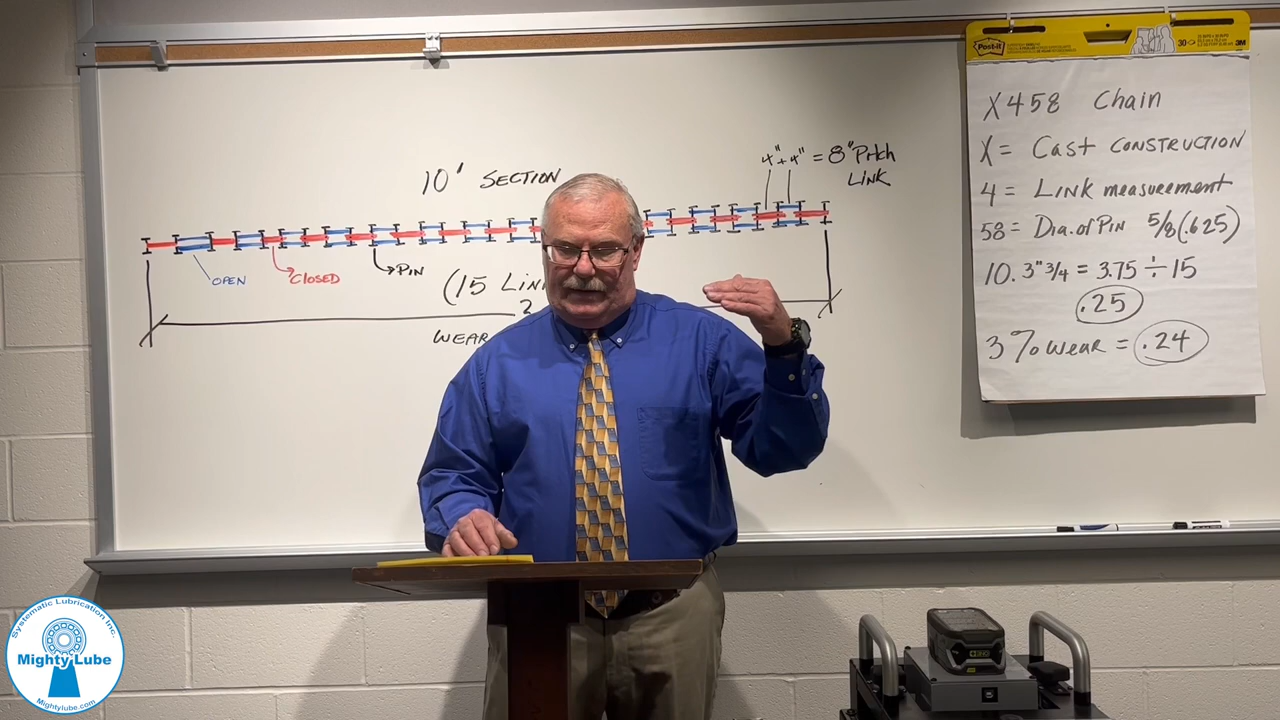 10' SECTION
4" + 4" = 8" Pitch
LINK
OPEN
CLOSED
PIN
(15 LIN
2
WEAR
Post-it
30
3M
X458 Chain
X = Cast CONSTRUCTION
4 = Link measurement
58 = Dia. of Pin 5/8 (.625)
10. 3" 3/4 = 3.75 ÷ 15
.25
3% wear = .24
Systematic Lubrication Inc.
Mighty Lube
Mightylube.com